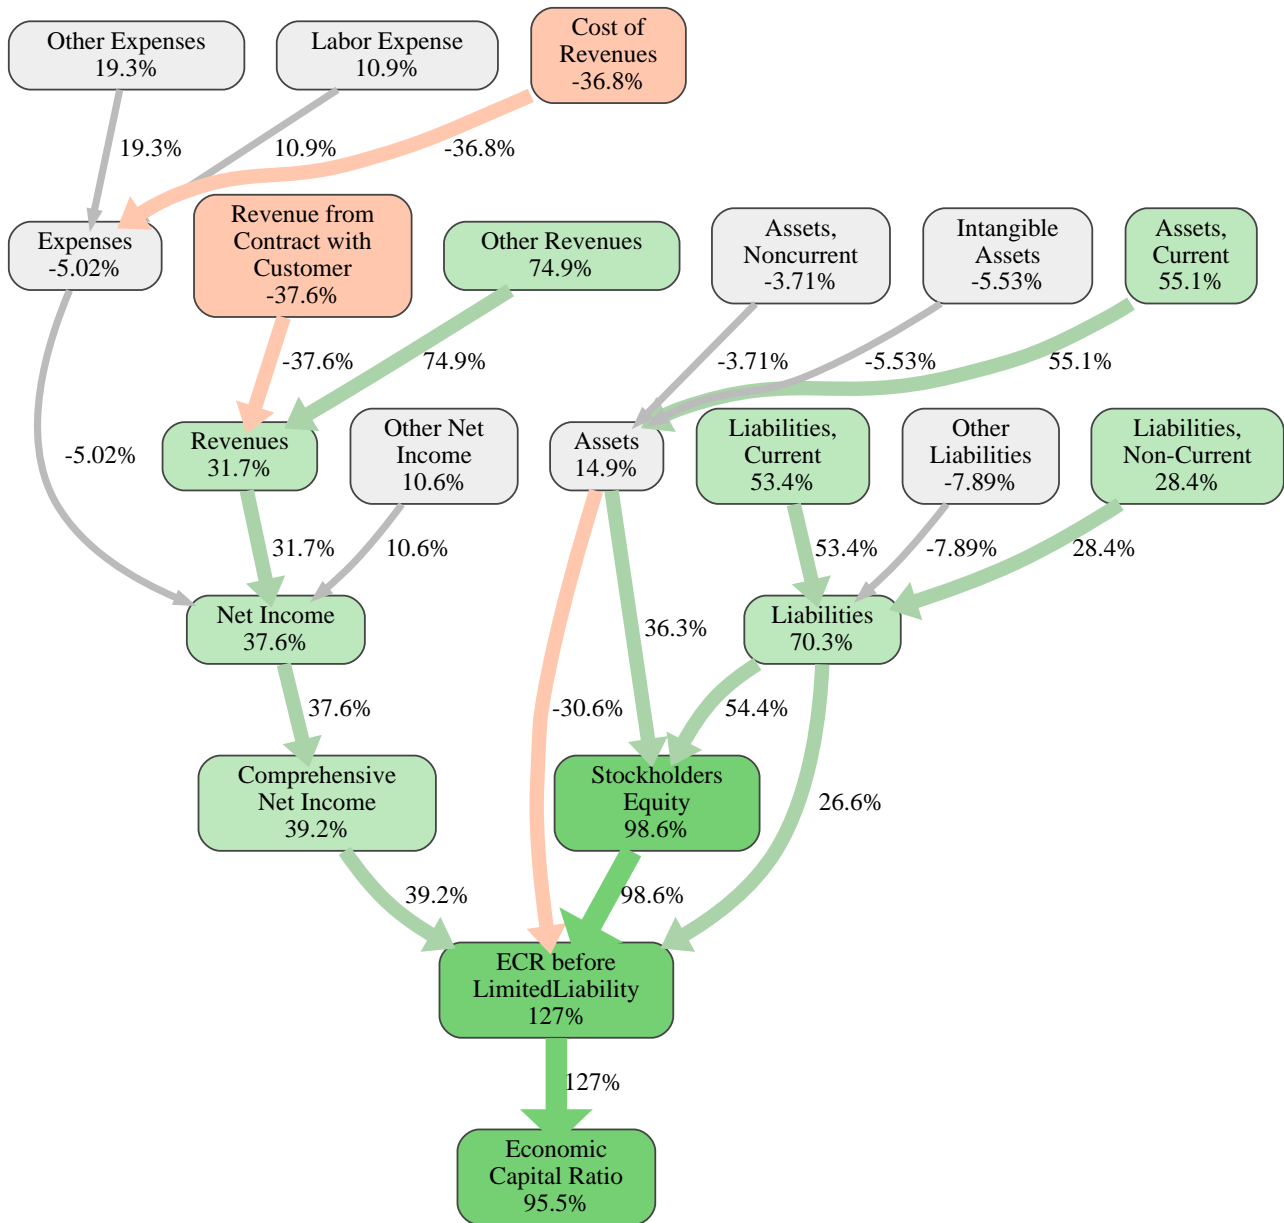 Other Expenses
19.3%
Labor Expense
10.9%
Cost of
Revenues
-36.8%
19.3%
10.9%
-36.8%
Expenses
-5.02%
Revenue from
Contract with
Customer
-37.6%
Other Revenues
74.9%
Assets,
Noncurrent
-3.71%
Intangible
Assets
-5.53%
Assets,
Current
55.1%
-37.6%
74.9%
-3.71%
-5.53%
55.1%
-5.02%
Revenues
31.7%
Other Net
Income
10.6%
Assets
14.9%
Liabilities,
Current
53.4%
Other
Liabilities
-7.89%
Liabilities,
Non-Current
28.4%
31.7%
10.6%
53.4%
-7.89%
28.4%
Net Income
37.6%
36.3%
Liabilities
70.3%
37.6%
-30.6%
54.4%
Comprehensive
Net Income
39.2%
Stockholders
Equity
98.6%
26.6%
39.2%
98.6%
ECR before
LimitedLiability
127%
127%
Economic
Capital Ratio
95.5%